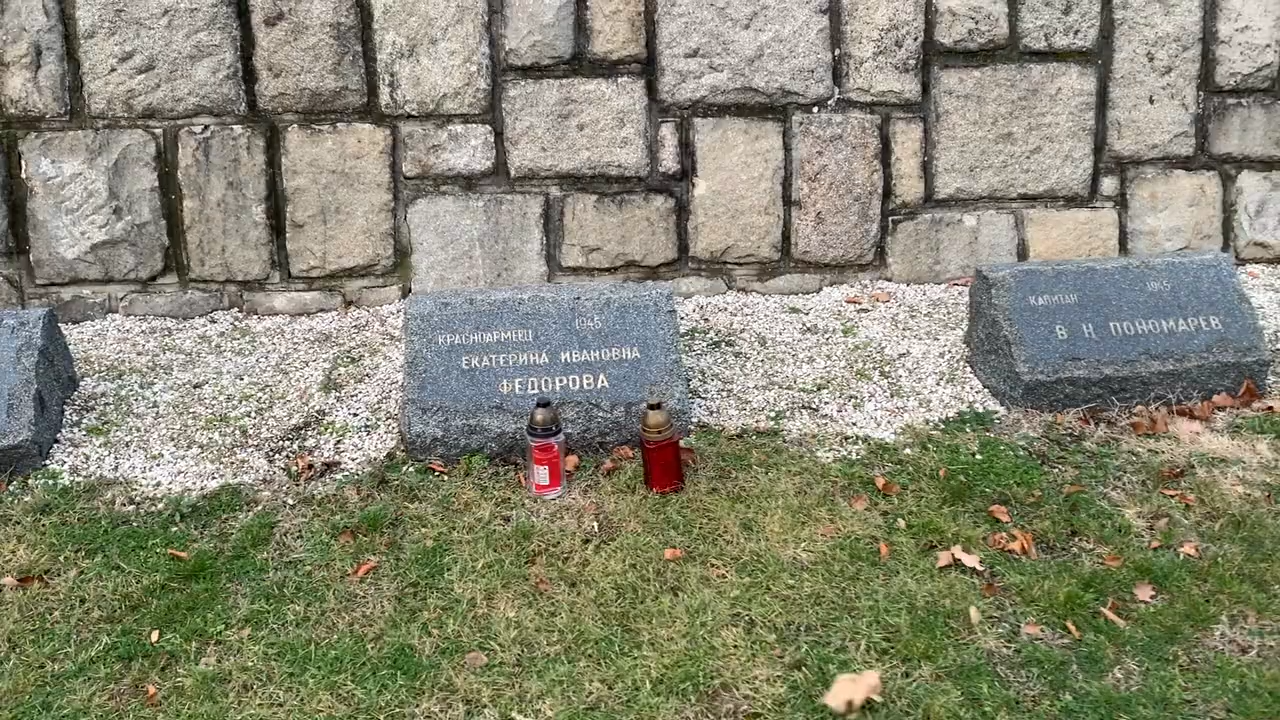 КРАСНОАРМЕЕЦ 1945
ЕКАТЕРИНА ИВАНОВНА
ФЕДОРОВА
КАПИТАН 1945
В Н ПОНОМАРЕВ